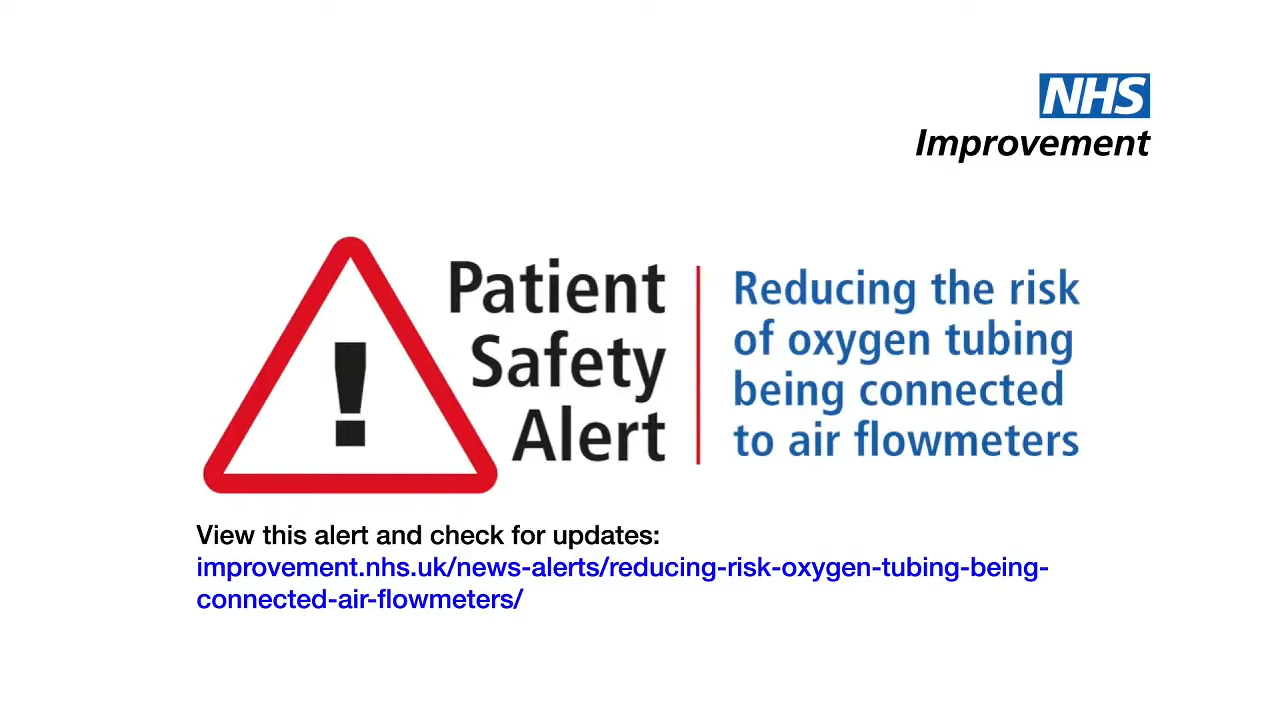 NHS
Improvement
!
Patient
Safety
Alert
Reducing the risk
of oxygen tubing
being connected
to air flowmeters
View this alert and check for updates:
improvement.nhs.uk/news-alerts/reducing-risk-oxygen-tubing-being-
connected-air-flowmeters/